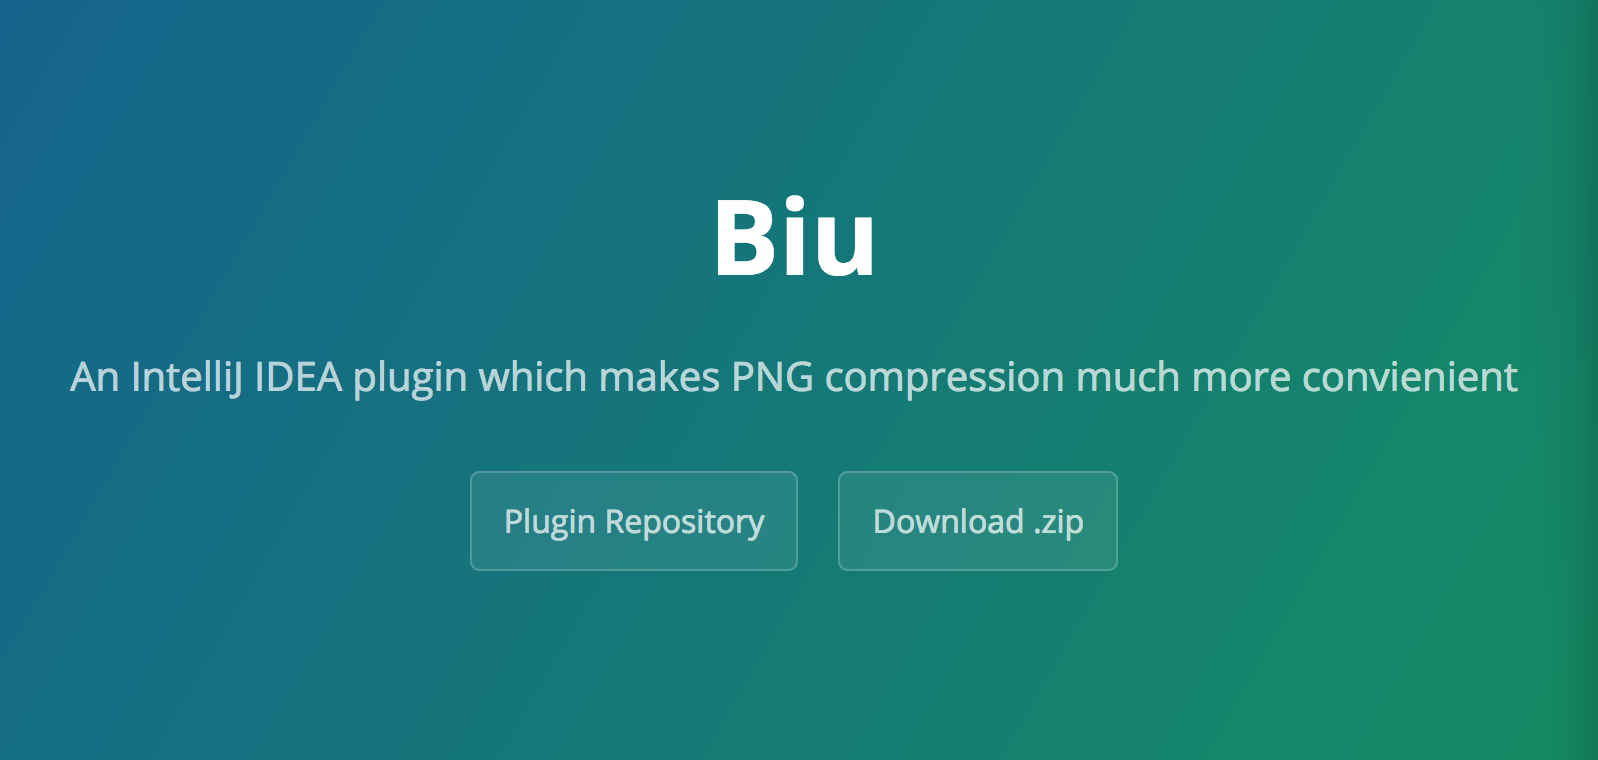 Biu
An IntelliJ IDEA plugin which makes PNG compression much more convienient
Plugin Repository
Download .zip